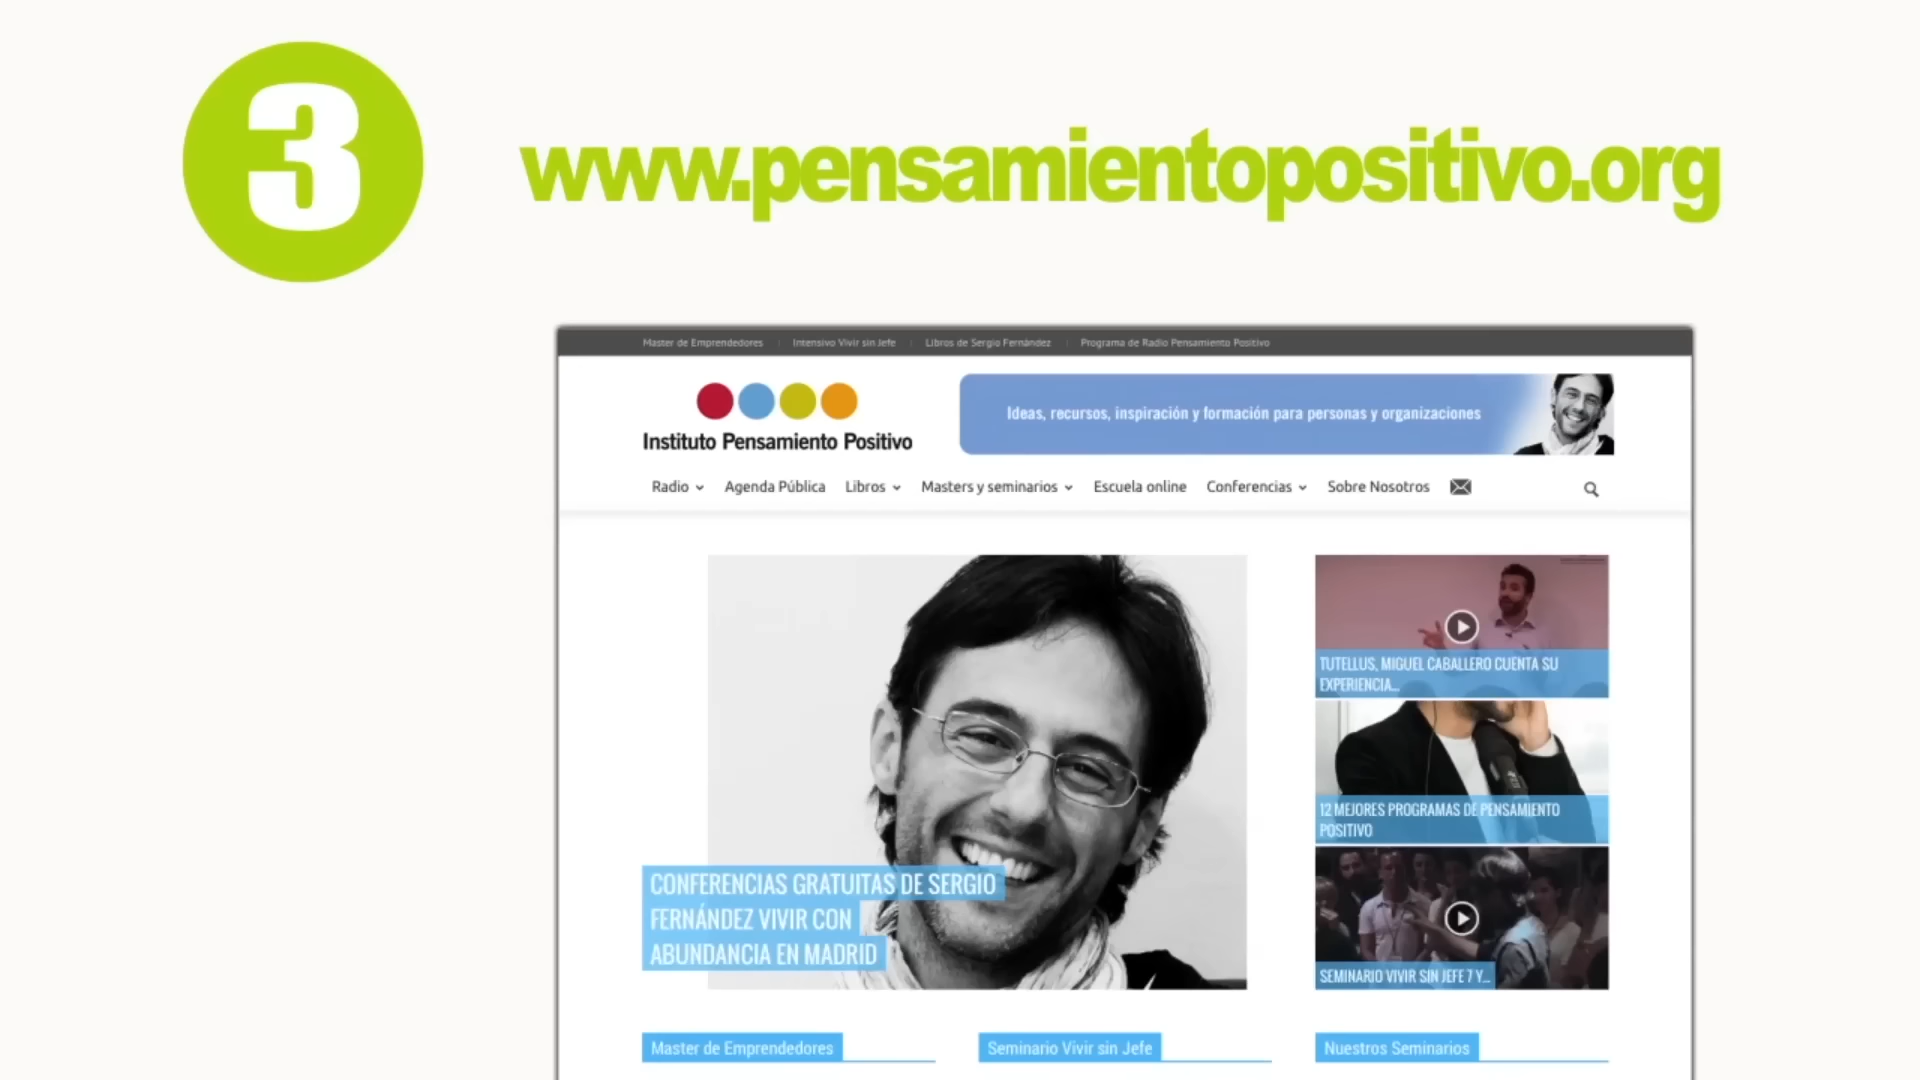 3
www.pensamientopositivo.org
Master de Emprendedores
Intensivo Vivir sin Jefe
Libros de Sergio Fernández
Programa de Radio Pensamiento Positivo
Instituto Pensamiento Positivo
Ideas, recursos, inspiración y formación para personas y organizaciones
Radio
Agenda Pública
Libros
Masters y seminarios
Escuela online
Conferencias
Sobre Nosotros
CONFERENCIAS GRATUITAS DE SERGIO
FERNÁNDEZ VIVIR CON
ABUNDANCIA EN MADRID
TUTELLUS, MIGUEL CABALLERO CUENTA SU
EXPERIENCIA...
12 MEJORES PROGRAMAS DE PENSAMIENTO
POSITIVO
SEMINARIO VIVIR SIN JEFE 7 Y...
Master de Emprendedores
Seminario Vivir sin Jefe
Nuestros Seminarios